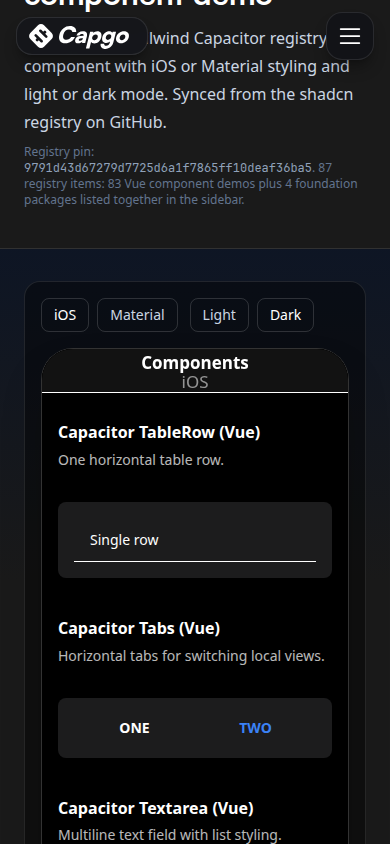 component demo
Capgo
lwind Capacitor registry
component with iOS or Material styling and
light or dark mode. Synced from the shadcn
registry on GitHub.
Registry pin:
9791d43d67279d7725d6a1f7865ff10deaf36ba5. 87
registry items: 83 Vue component demos plus 4 foundation
packages listed together in the sidebar.
iOS
Material
Light
Dark
Components
iOS
Capacitor TableRow (Vue)
One horizontal table row.
Single row
Capacitor Tabs (Vue)
Horizontal tabs for switching local views.
ONE
TWO
Capacitor Textarea (Vue)
Multiline text field with list styling.